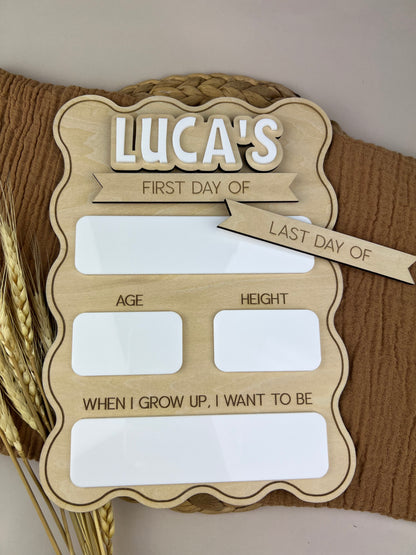 LUCA'S
FIRST DAY OF
LAST DAY OF
AGE
HEIGHT
WHEN I GROW UP, I WANT TO BE